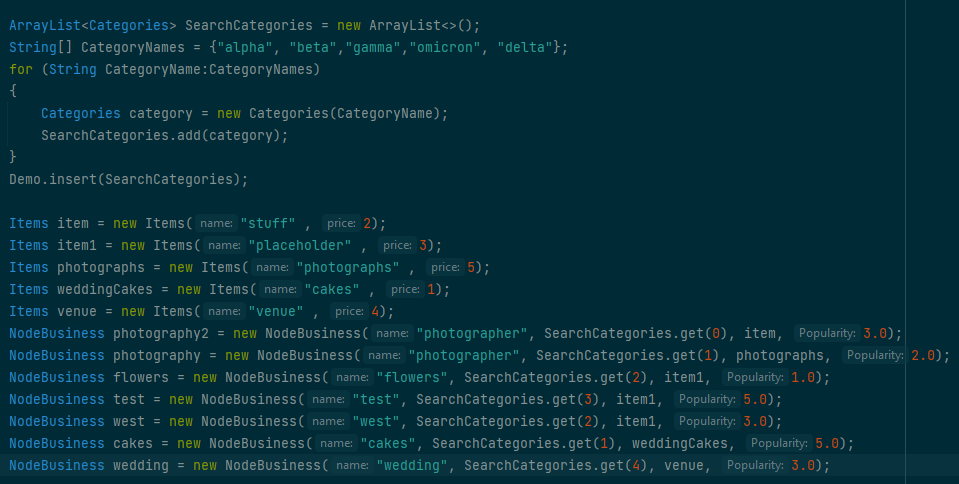 ArrayList<Categories> SearchCategories = new ArrayList<>();
String[] CategoryNames = {"alpha", "beta","gamma","omicron", "delta"};
for (String CategoryName:CategoryNames)
{
    Categories category = new Categories(CategoryName);
    SearchCategories.add(category);
}
Demo.insert(SearchCategories);

Items item = new Items( name: "stuff" , price: 2);
Items item1 = new Items( name: "placeholder" , price: 3);
Items photographs = new Items( name: "photographs" , price: 5);
Items weddingCakes = new Items( name: "cakes" , price: 1);
Items venue = new Items( name: "venue" , price: 4);
NodeBusiness photography2 = new NodeBusiness( name: "photographer", SearchCategories.get(0), item, Popularity: 3.0);
NodeBusiness photography = new NodeBusiness( name: "photographer", SearchCategories.get(1), photographs, Popularity: 2.0);
NodeBusiness flowers = new NodeBusiness( name: "flowers", SearchCategories.get(2), item1, Popularity: 1.0);
NodeBusiness test = new NodeBusiness( name: "test", SearchCategories.get(3), item1, Popularity: 5.0);
NodeBusiness west = new NodeBusiness( name: "west", SearchCategories.get(2), item1, Popularity: 3.0);
NodeBusiness cakes = new NodeBusiness( name: "cakes", SearchCategories.get(1), weddingCakes, Popularity: 5.0);
NodeBusiness wedding = new NodeBusiness( name: "wedding", SearchCategories.get(4), venue, Popularity: 3.0);